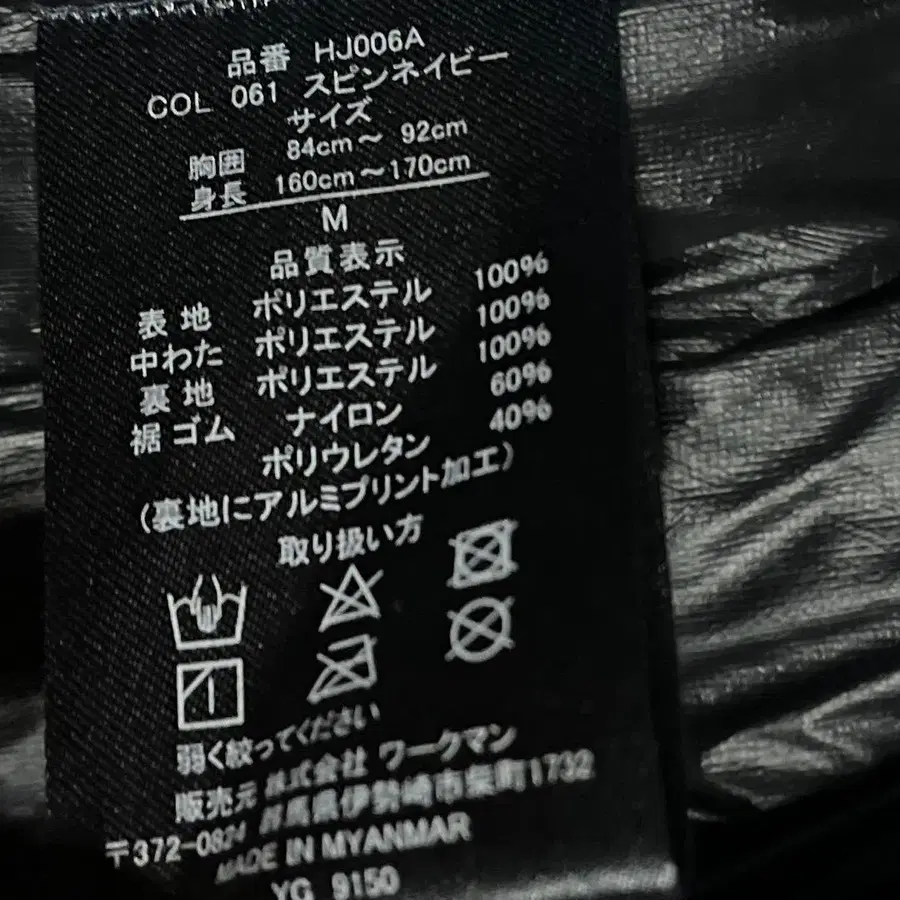 品番 HJ006A
COL 061 スピンネイビー
サイズ
胸囲 84cm～ 92cm
身長 160cm～170cm
M
品質表示
表 地 ポリエステル 100%
中わた ポリエステル 100%
裏 地 ポリエステル 100%
裾 ゴム ナイロン 60%
ポリウレタン 40%
(裏地にアルミプリント加工)
取り扱い方
弱く絞ってください
販売元 株式会社 ワークマン
〒372-0824 群馬県伊勢崎市柴町1732
MADE IN MYANMAR
YG 9150